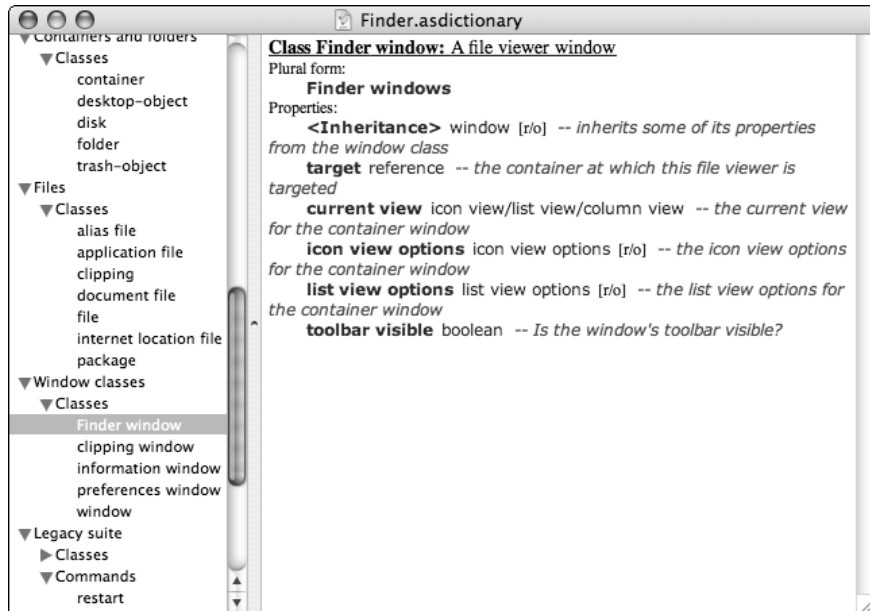 Finder.asdictionary
Containers and folders
Classes
container
desktop-object
disk
folder
trash-object
Files
Classes
alias file
application file
clipping
document file
file
internet location file
package
Window classes
Classes
Finder window
clipping window
information window
preferences window
window
Legacy suite
Classes
Commands
restart
Class Finder window: A file viewer window
Plural form:
Finder windows
Properties:
<Inheritance> window [r/o] -- inherits some of its properties
from the window class
target reference -- the container at which this file viewer is
targeted
current view icon view/list view/column view -- the current view
for the container window
icon view options icon view options [r/o] -- the icon view options
for the container window
list view options list view options [r/o] -- the list view options for
the container window
toolbar visible boolean -- Is the window's toolbar visible?